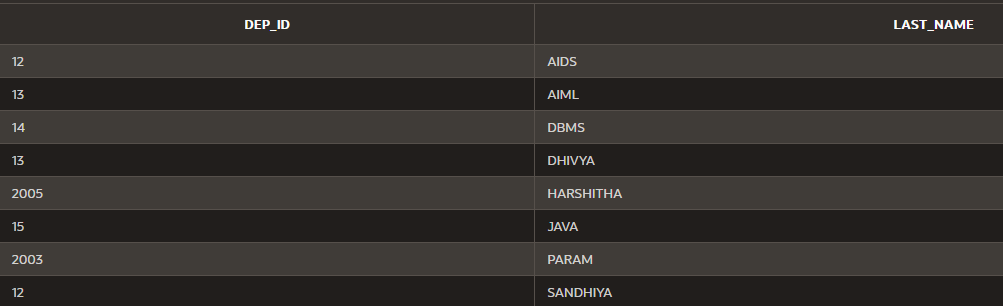 DEP_ID LAST_NAME
12 AIDS
13 AIML
14 DBMS
13 DHIVYA
2005 HARSHITHA
15 JAVA
2003 PARAM
12 SANDHIYA